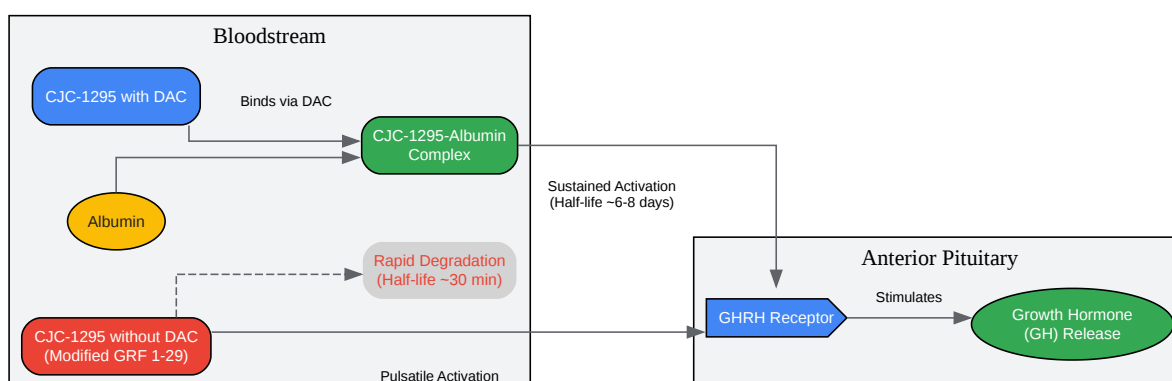 Bloodstream
CJC-1295 with DAC
Binds via DAC
CJC-1295-Albumin
Complex
Sustained Activation
(Half-life ~6-8 days)
Albumin
Rapid Degradation
(Half-life ~30 min)
Anterior Pituitary
GHRH Receptor
Stimulates
Growth Hormone
(GH) Release
CJC-1295 without DAC
(Modified GRF 1-29)
Pulsatile Activation